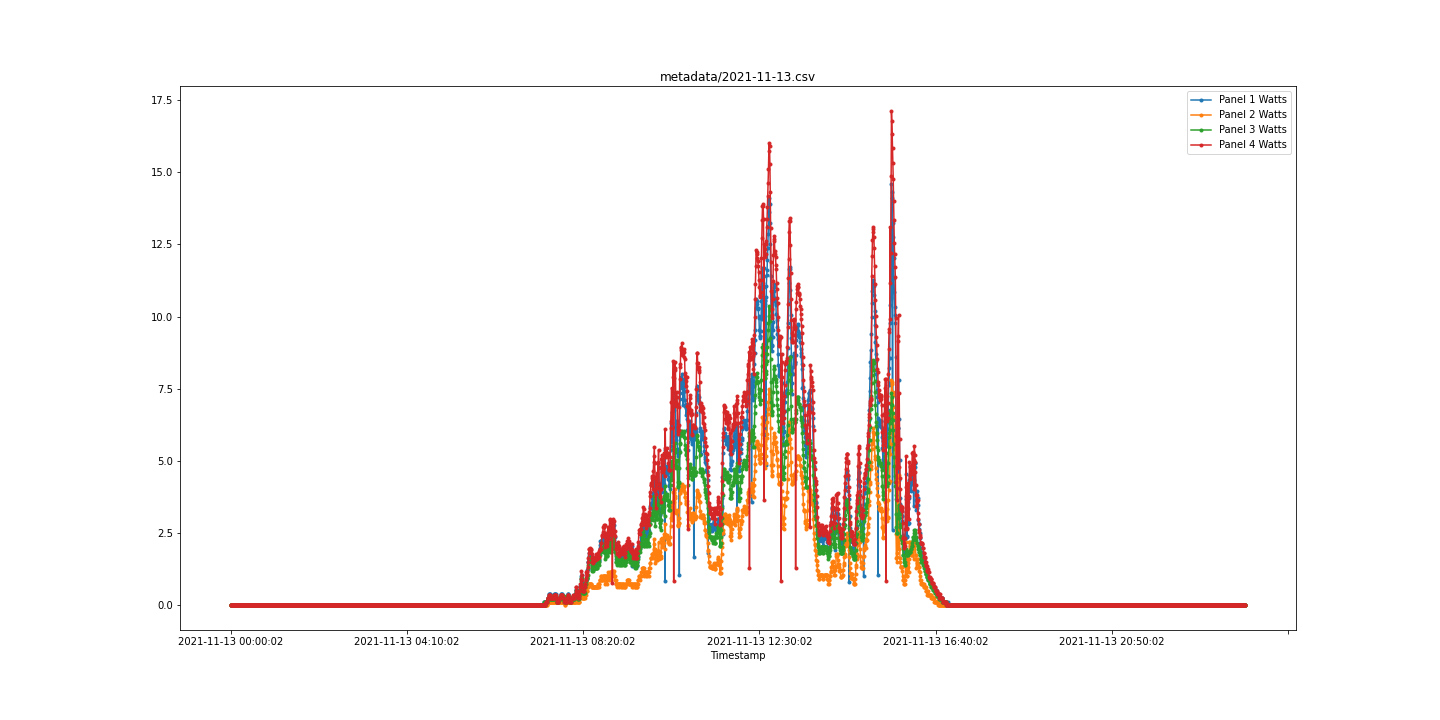 metadata/2021-11-13.csv
17.5
15.0
12.5
10.0
7.5
5.0
2.5
0.0
Panel 1 Watts
Panel 2 Watts
Panel 3 Watts
Panel 4 Watts
2021-11-13 00:00:02
2021-11-13 04:10:02
2021-11-13 08:20:02
2021-11-13 12:30:02
2021-11-13 16:40:02
2021-11-13 20:50:02
Timestamp